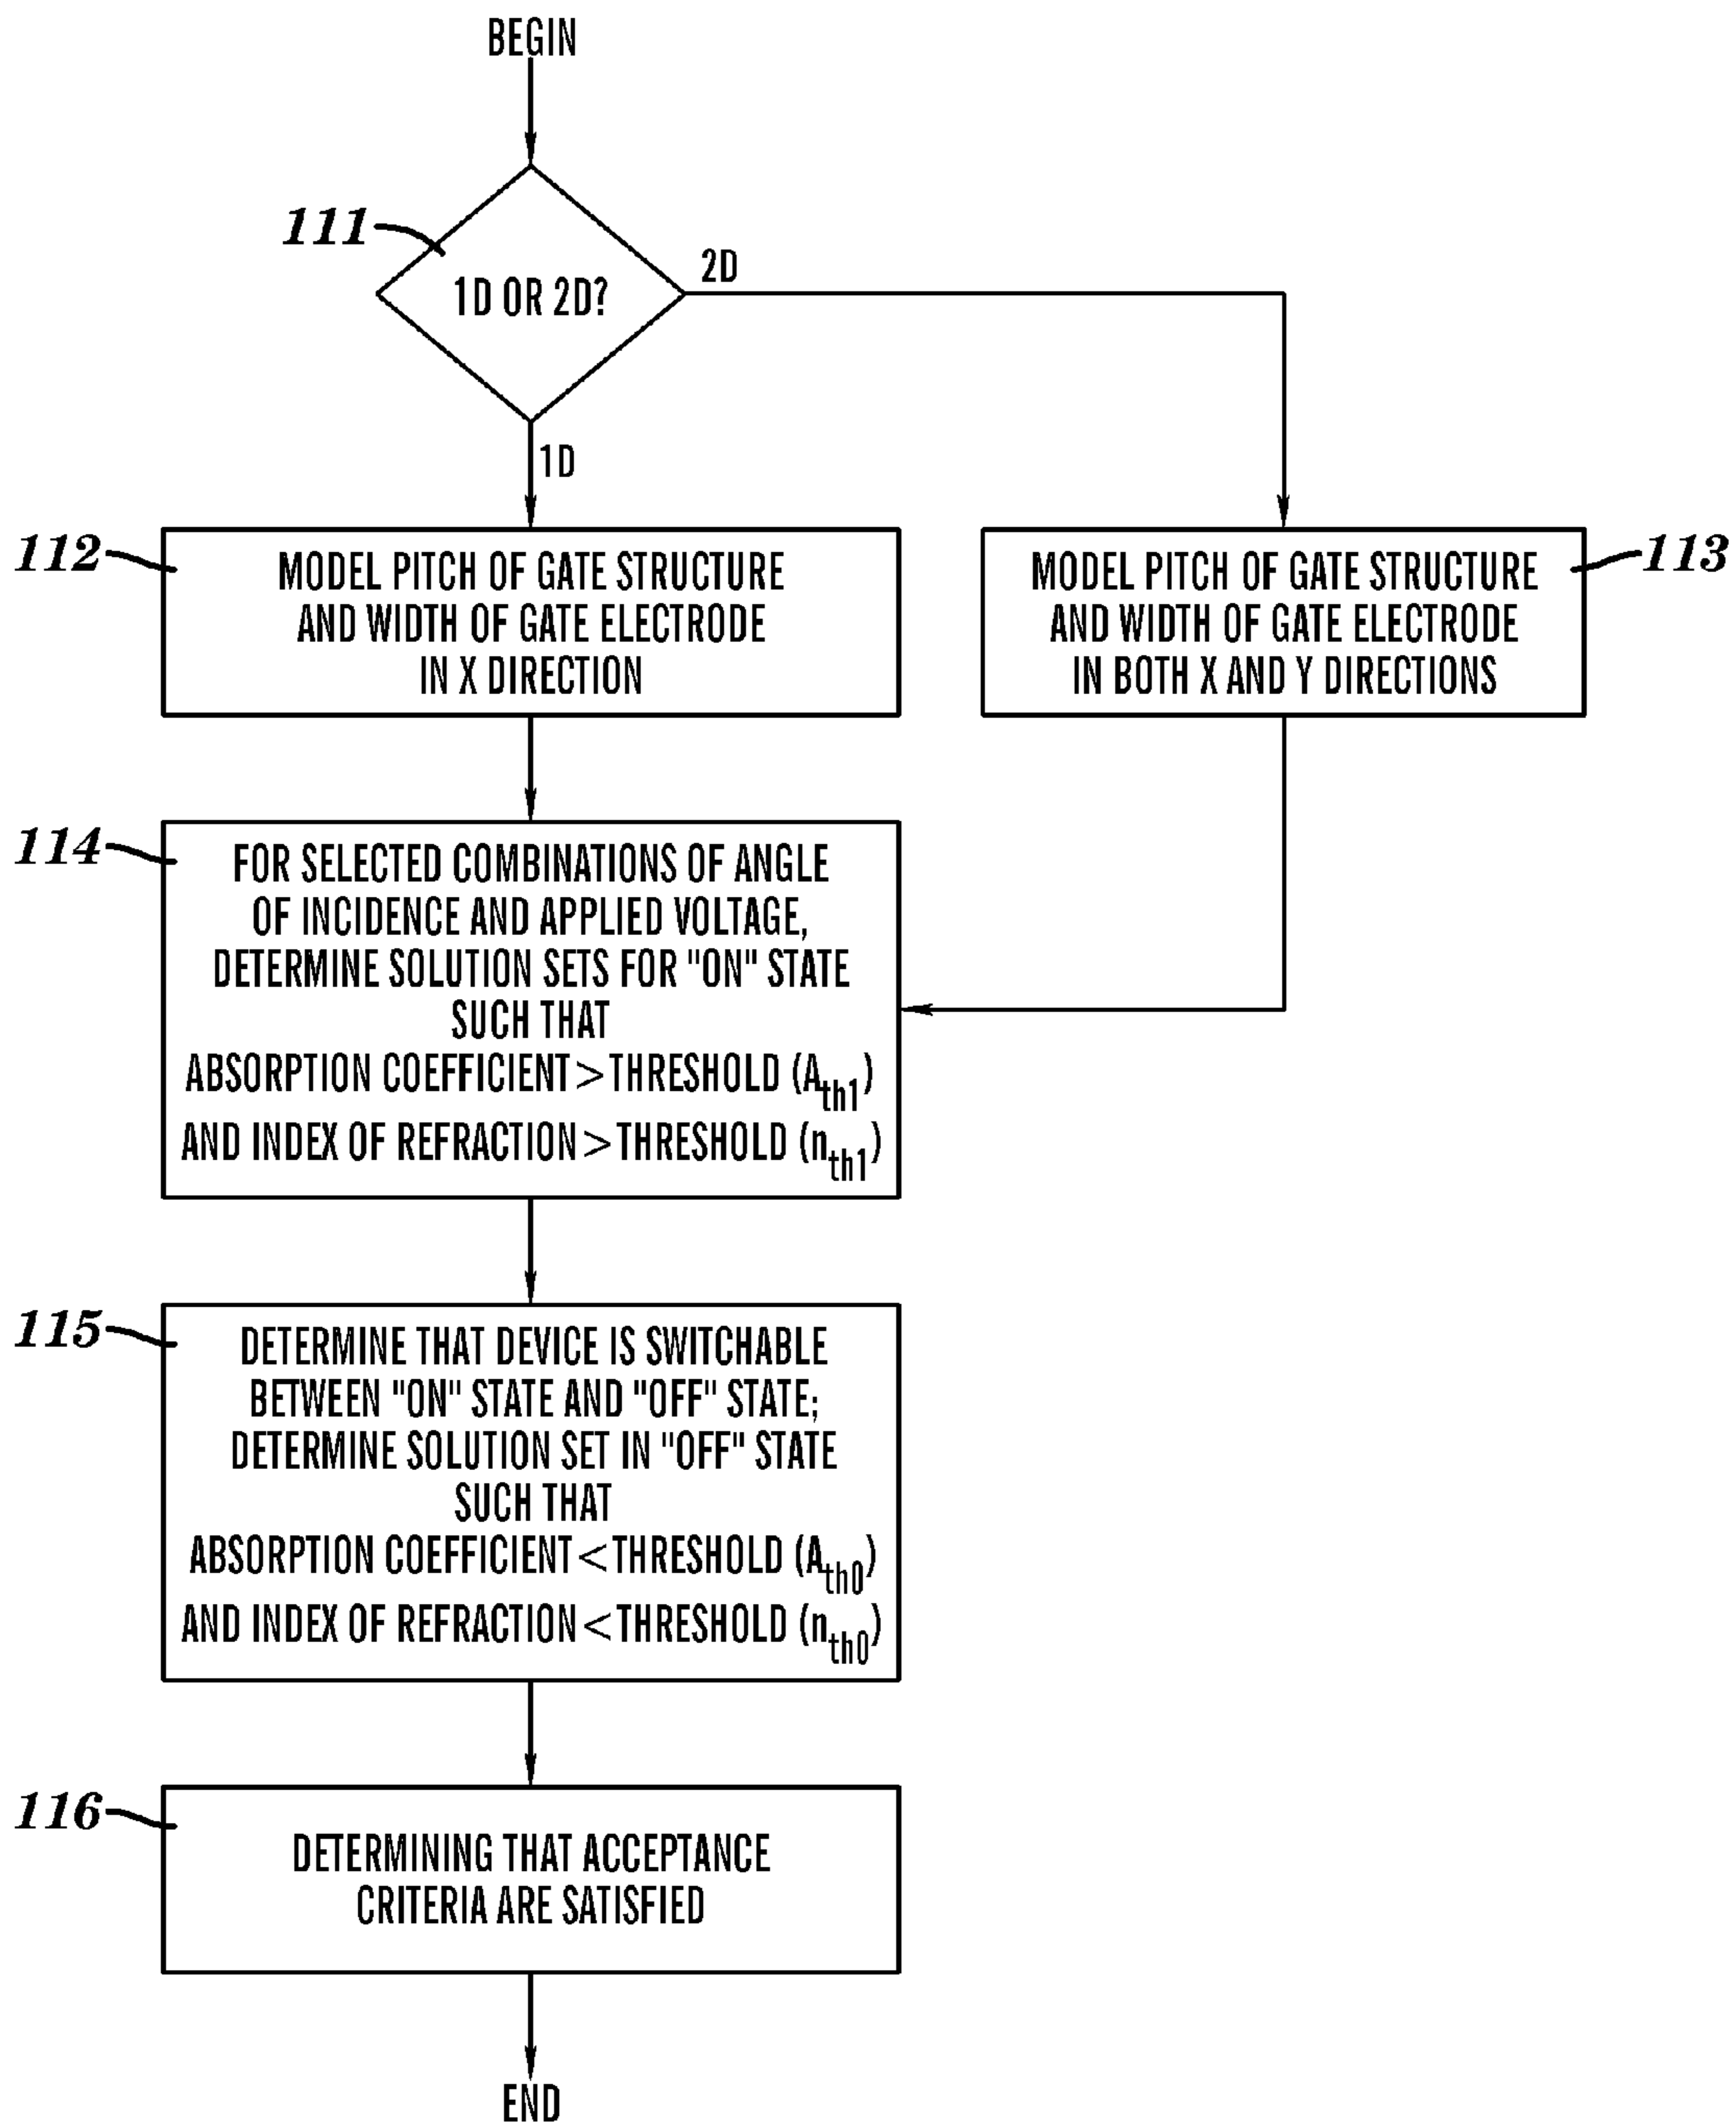 BEGIN
111
1D OR 2D?
2D
1D
112
MODEL PITCH OF GATE STRUCTURE
AND WIDTH OF GATE ELECTRODE
IN X DIRECTION
MODEL PITCH OF GATE STRUCTURE
AND WIDTH OF GATE ELECTRODE
IN BOTH X AND Y DIRECTIONS
113
114
FOR SELECTED COMBINATIONS OF ANGLE
OF INCIDENCE AND APPLIED VOLTAGE,
DETERMINE SOLUTION SETS FOR "ON" STATE
SUCH THAT
ABSORPTION COEFFICIENT > THRESHOLD (A_th1)
AND INDEX OF REFRACTION > THRESHOLD (n_th1)
115
DETERMINE THAT DEVICE IS SWITCHABLE
BETWEEN "ON" STATE AND "OFF" STATE;
DETERMINE SOLUTION SET IN "OFF" STATE
SUCH THAT
ABSORPTION COEFFICIENT < THRESHOLD (A_th0)
AND INDEX OF REFRACTION < THRESHOLD (n_th0)
116
DETERMINING THAT ACCEPTANCE
CRITERIA ARE SATISFIED
END